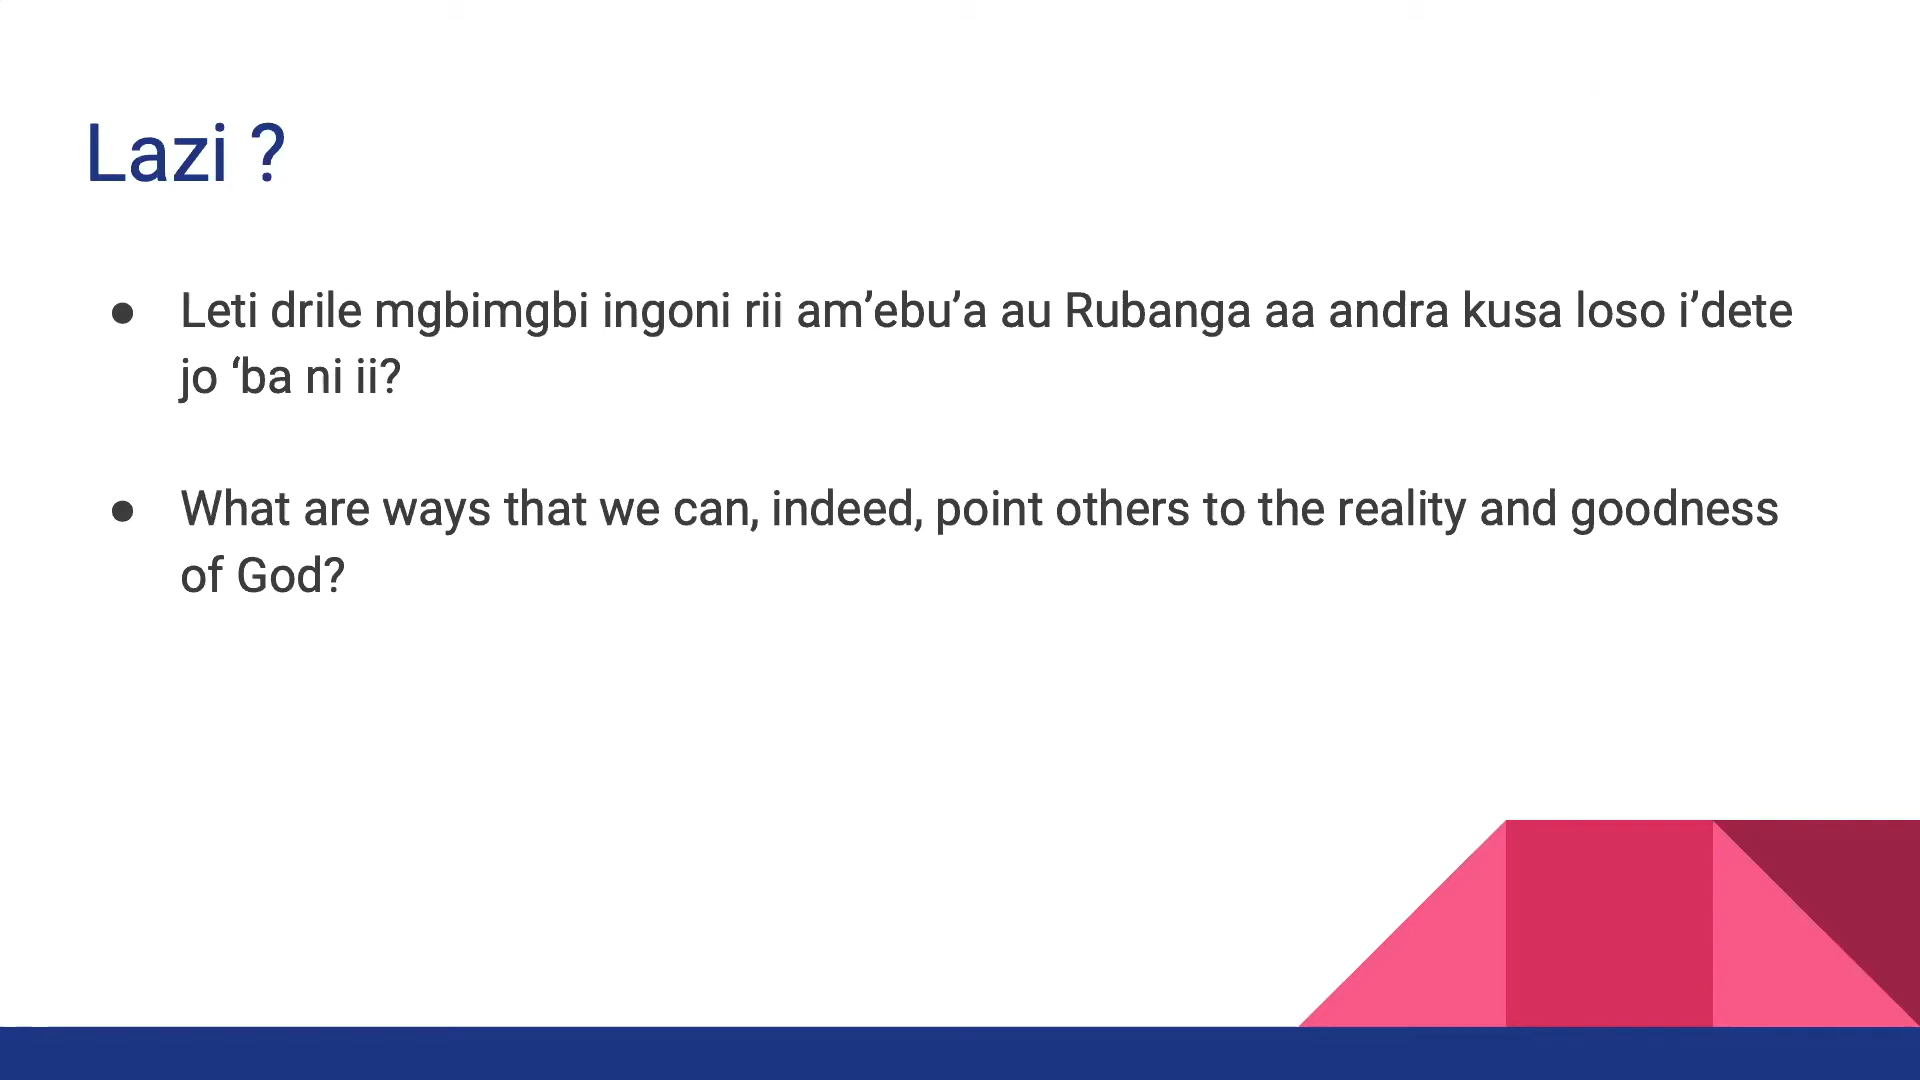 Lazi ?
● Leti drile mgbimgbi ingoni rii am’ebu’a au Rubanga aa andra kusa loso i’dete
jo ‘ba ni ii?
● What are ways that we can, indeed, point others to the reality and goodness
of God?